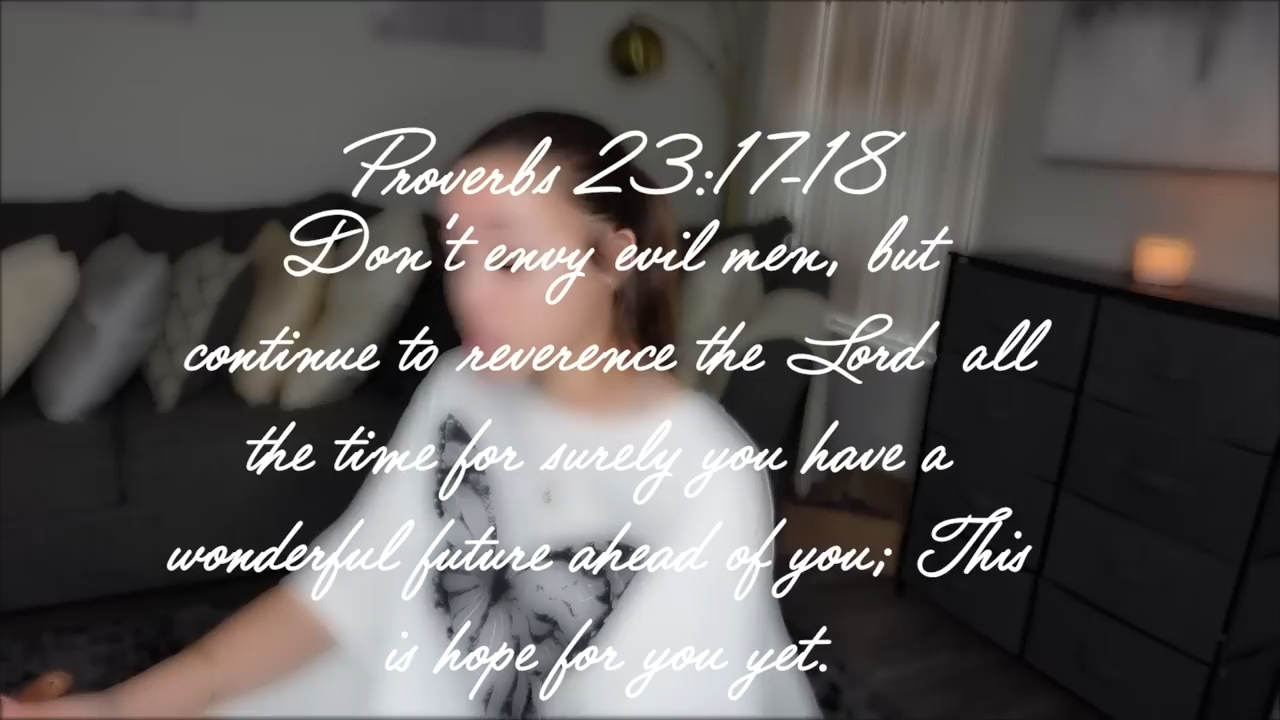 Proverbs 23:17-18
Don't envy evil men, but
continue to reverence the Lord all
the time for surely you have a
wonderful future ahead of you; This
is hope for you yet.